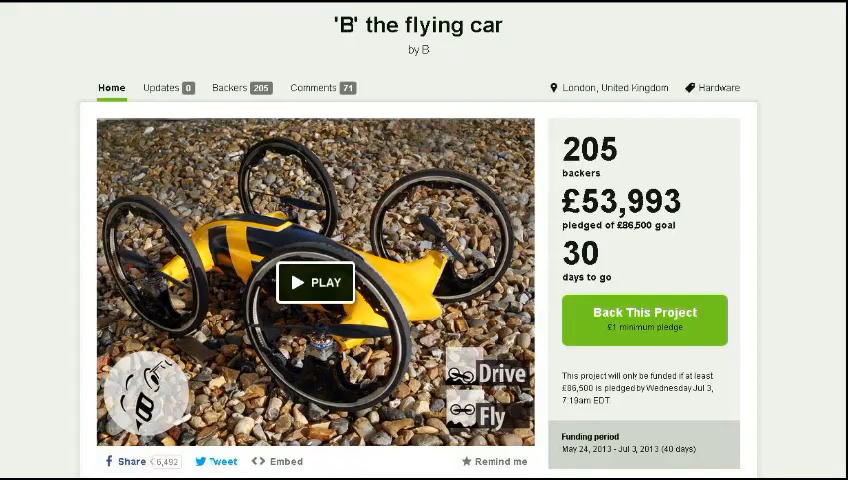 'B' the flying car
by B
Home Updates 0 Backers 205 Comments 71 London, United Kingdom Hardware
205
backers
£53,993
pledged of £86,500 goal
30
days to go
PLAY
Back This Project
£1 minimum pledge
Drive
Fly
This project will only be funded if at least
£86,500 is pledged by Wednesday Jul 3,
7:19am EDT.
Funding period
May 24, 2013 - Jul 3, 2013 (40 days)
Share 6,492 Tweet Embed Remind me